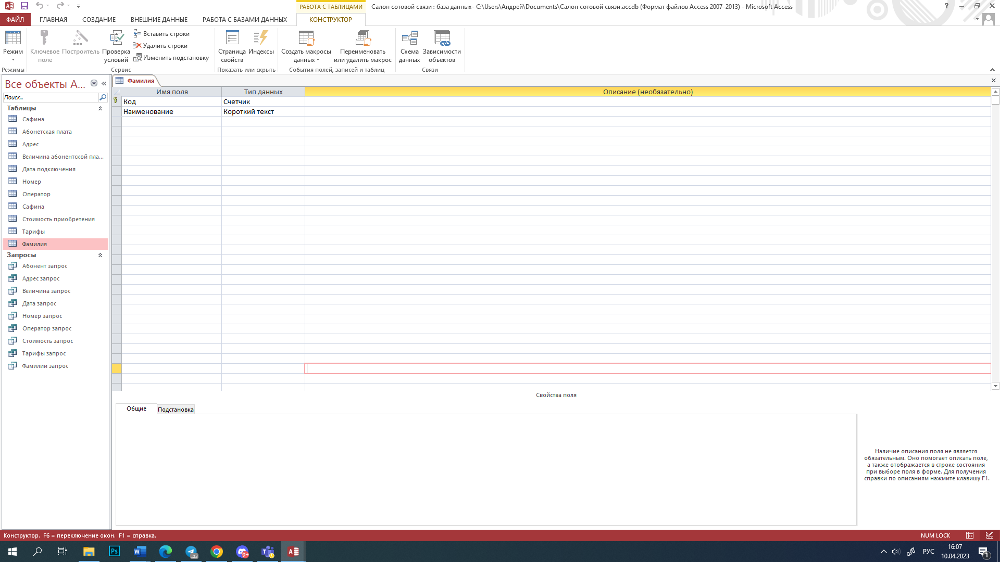 РАБОТА С ТАБЛИЦАМИ
Салон сотовой связи : база данных- C:\Users\Андрей\Documents\Салон сотовой связи.accdb (Формат файлов Access 2007–2013) - Microsoft Access
ФАЙЛ ГЛАВНАЯ СОЗДАНИЕ ВНЕШНИЕ ДАННЫЕ РАБОТА С БАЗАМИ ДАННЫХ КОНСТРУКТОР
Режим
Ключевое
поле
Построитель
Проверка
условий
Вставить строки
Удалить строки
Изменить подстановку
Страница
свойств
Индексы
Создать макросы
данных
Переименовать
или удалить макрос
Схема
данных
Зависимости
объектов
Режимы Сервис Показать или скрыть События полей, записей и таблиц Связи
Все объекты A...
Поиск...
Таблицы
Сафина
Абонетская плата
Адрес
Величина абонентской пла...
Дата подключения
Номер
Оператор
Сафина
Стоимость приобретения
Тарифы
Фамилия
Запросы
Абонент запрос
Адрес запрос
Величина запрос
Дата запрос
Номер запрос
Оператор запрос
Стоимость запрос
Тарифы запрос
Фамилии запрос
Фамилия
Имя поля Тип данных Описание (необязательно)
Код Счетчик
Наименование Короткий текст
Свойства поля
Общие Подстановка
Наличие описания поля не является
обязательным. Оно помогает описать поле,
а также отображается в строке состояния
при выборе поля в форме. Для получения
справки по описаниям нажмите клавишу F1.
Конструктор. F6 = переключение окон. F1 = справка.
NUM LOCK
Ps
.03
9+
РУС
16:07
10.04.2023
1